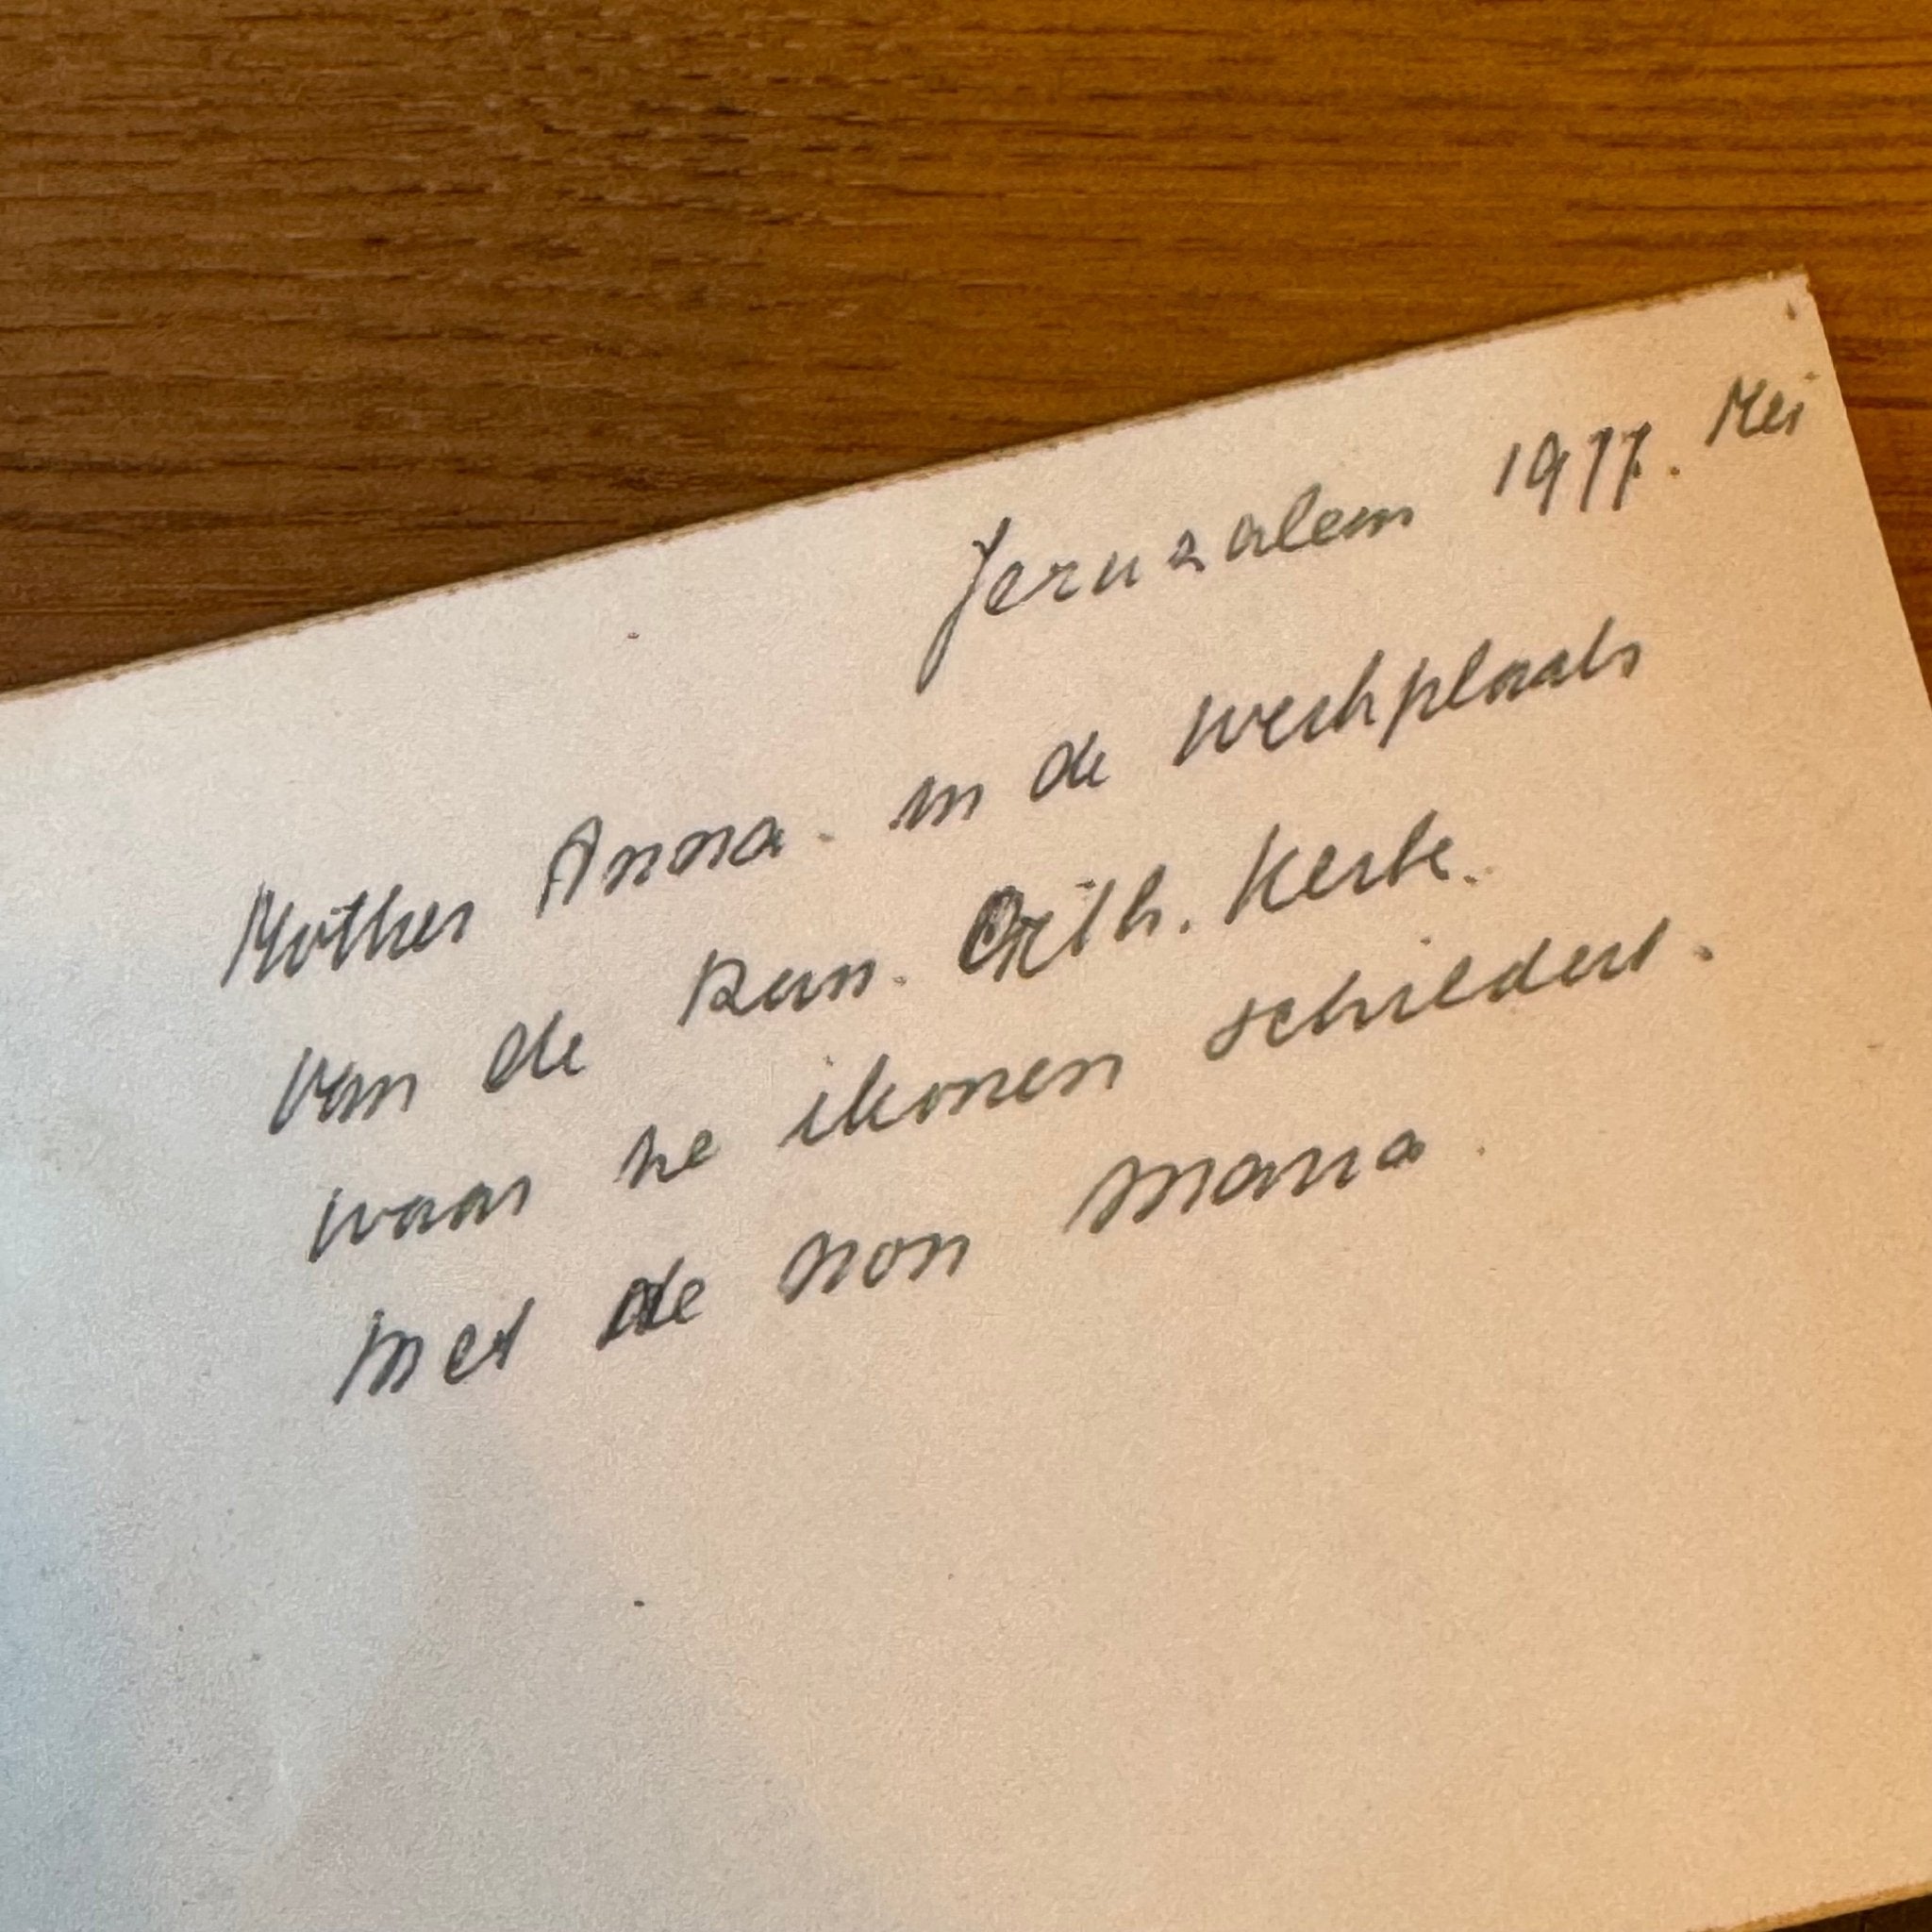 Jeruzalem 1977. Mei
Mother Anna. in de werkplaats
van de Rus. Orth. Kerk.
waar ze ikonen schildert.
met de non Maria.